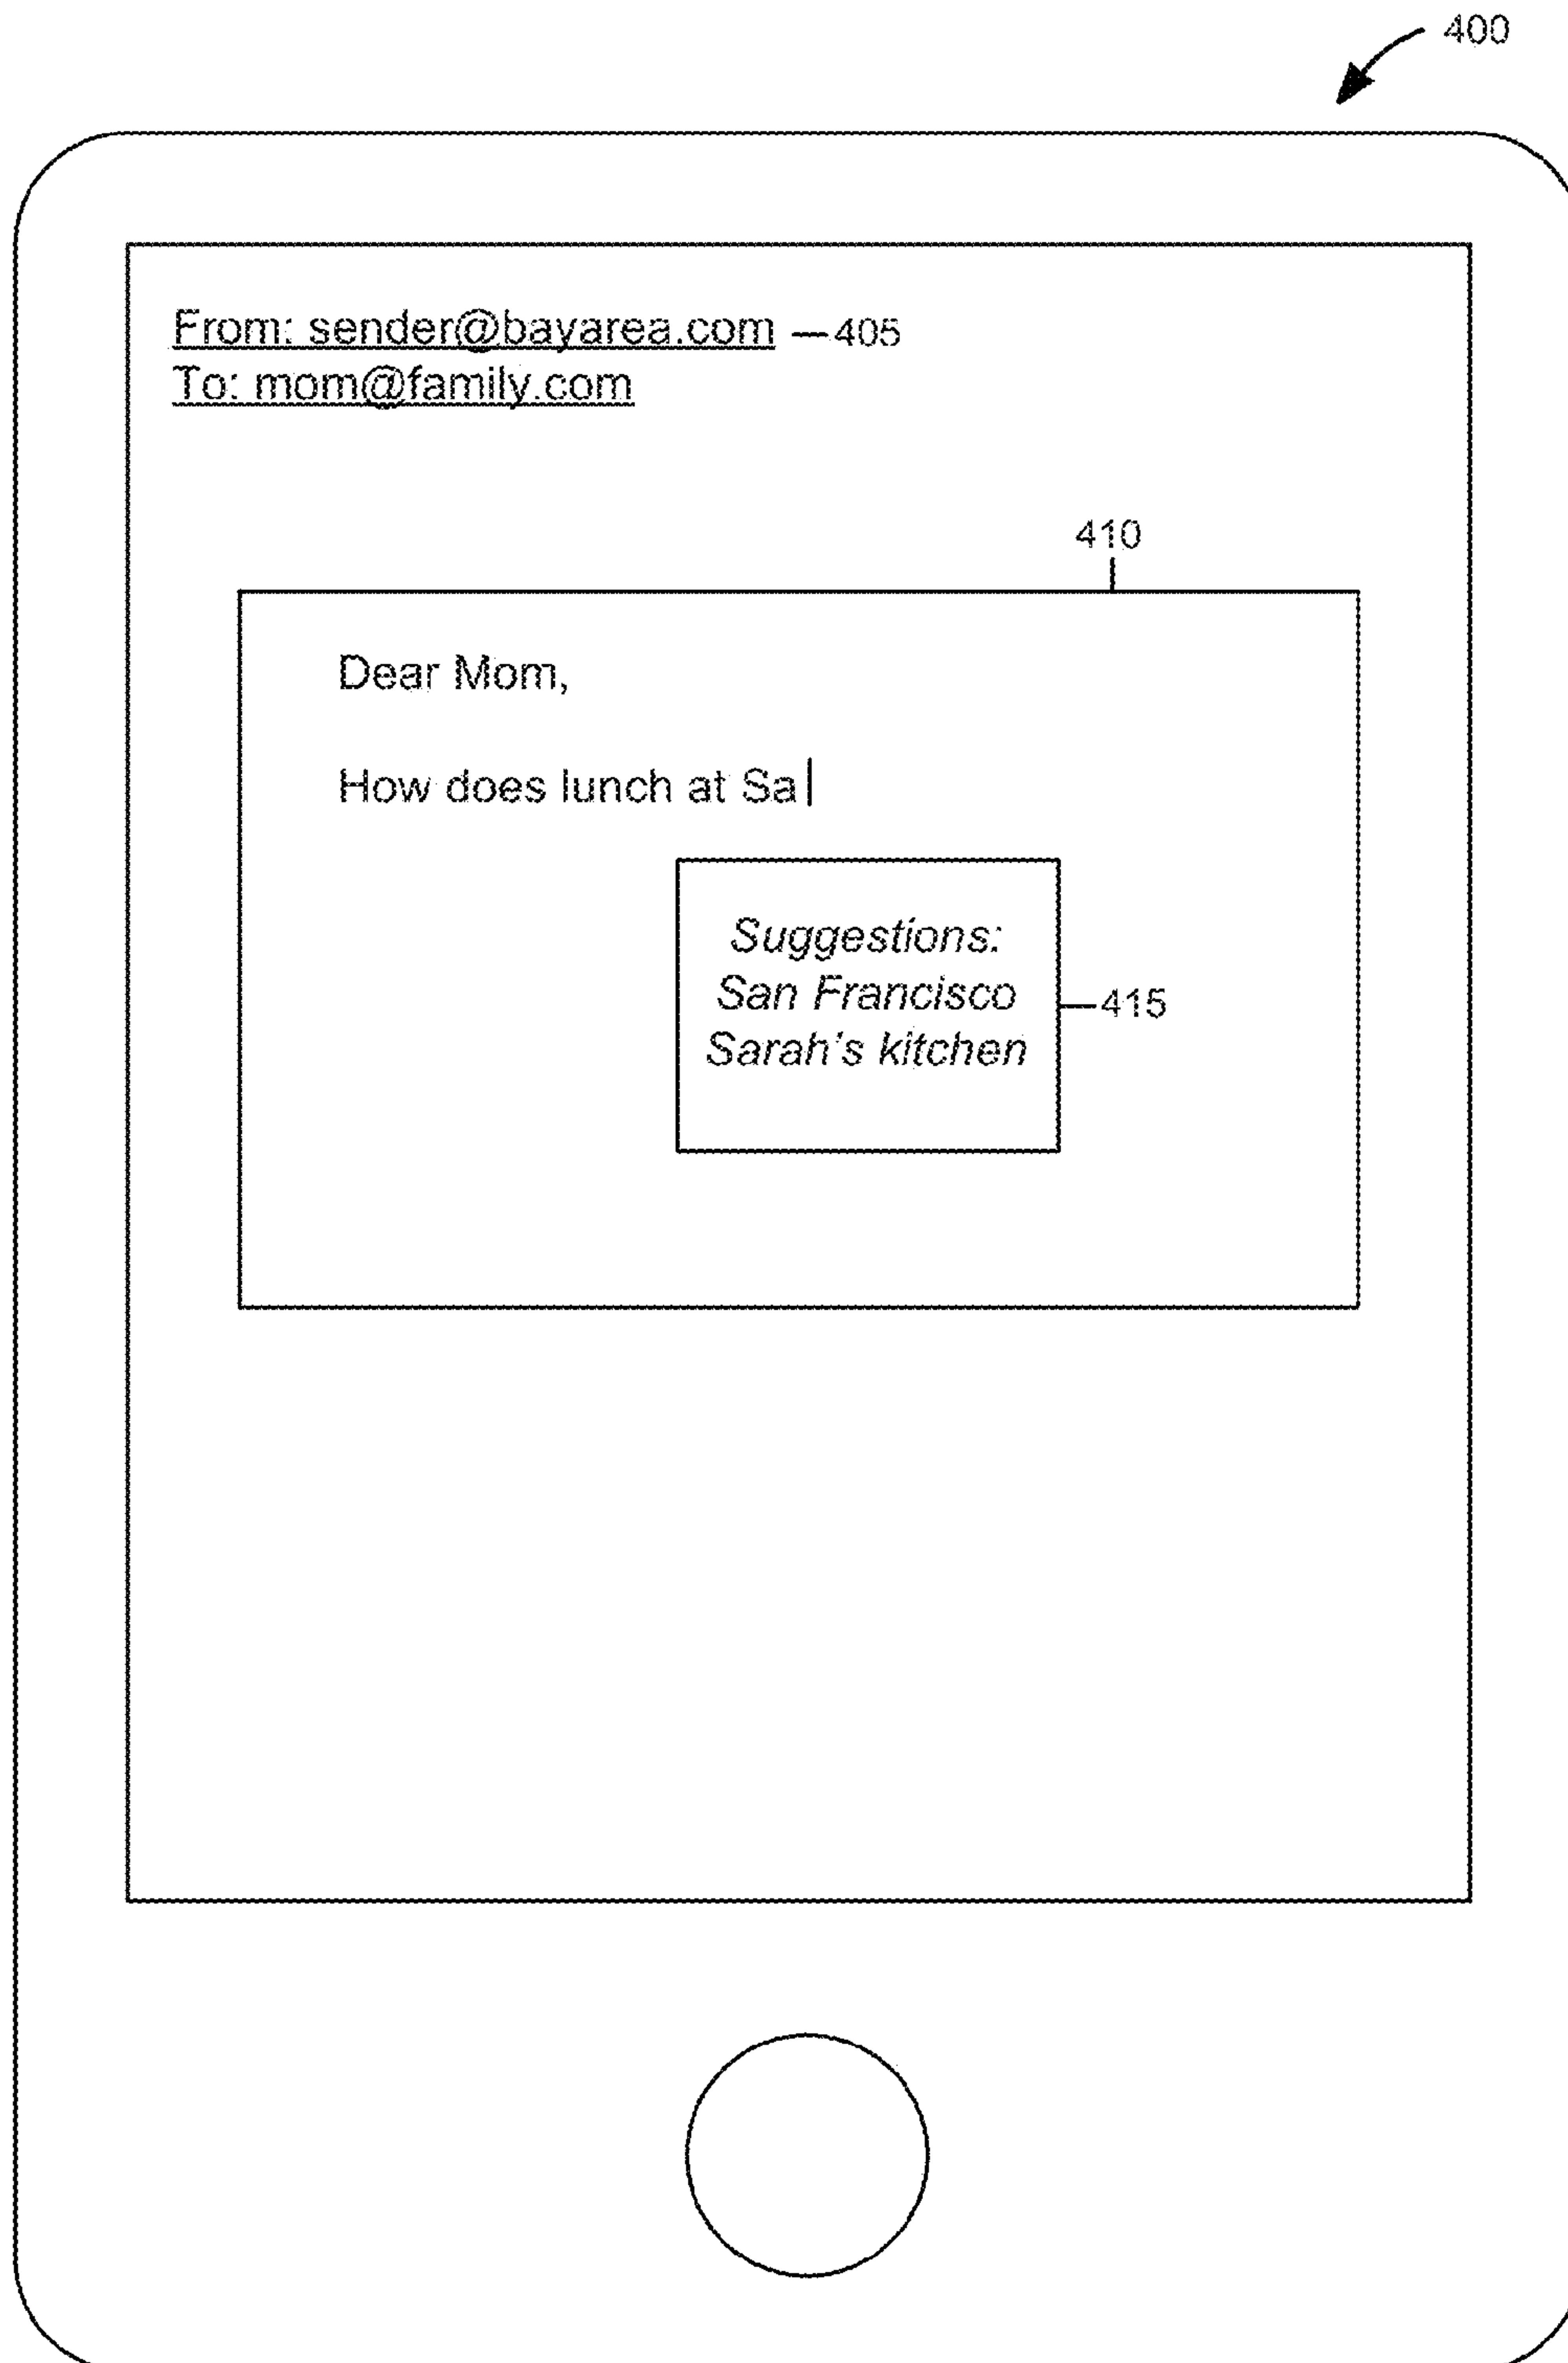 400
From: sender@bayarea.com 405
To: mom@family.com
410
Dear Mom,
How does lunch at Sa
Suggestions:
San Francisco
415
Sarah's kitchen